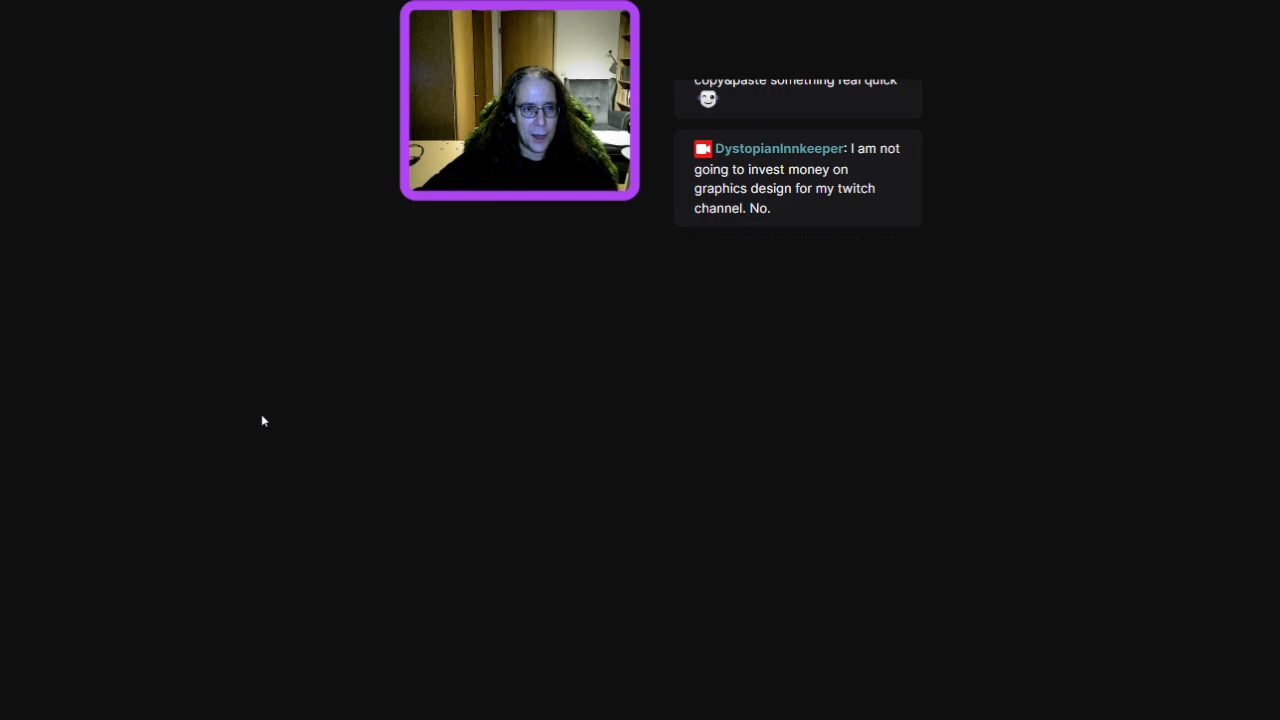 copy&paste something real quick
DystopianInnkeeper: I am not
going to invest money on
graphics design for my twitch
channel. No.